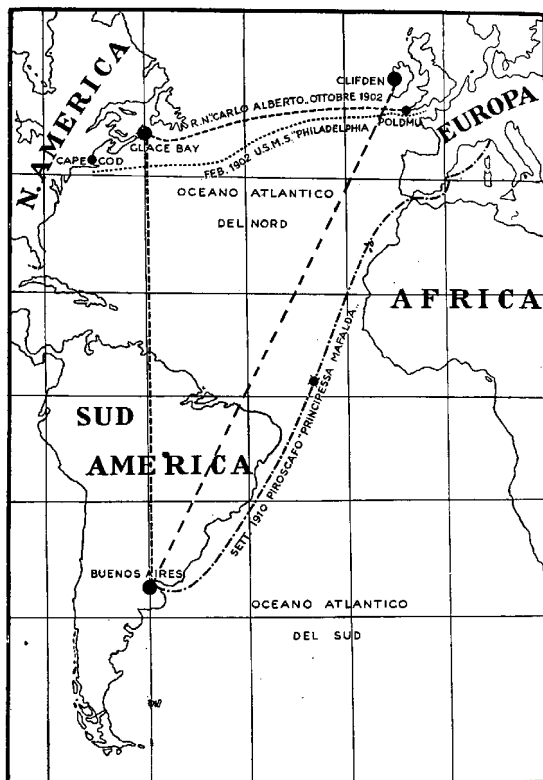 CLIFDEN
R.N. "CARLO ALBERTO" OTTOBRE 1902
POLDHU
N. AMERICA
EUROPA
GLACE BAY
FEB. 1902 U.S.M.S. "PHILADELPHIA
CAPE COD
OCEANO ATLANTICO
DEL NORD
AFRICA
SUD
AMERICA
SETT. 1910 PIROSCAFO "PRINCIPESSA MAFALDA"
BUENOS AIRES
OCEANO ATLANTICO
DEL SUD